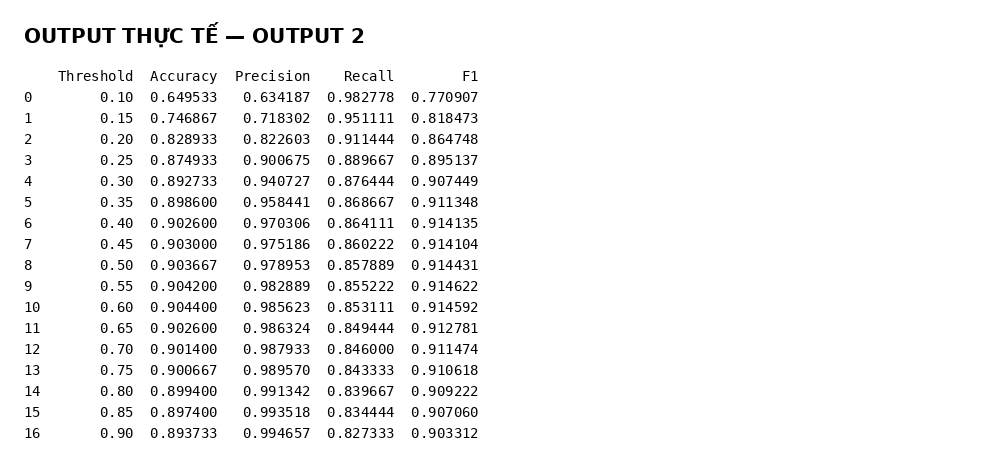 OUTPUT THỰC TẾ — OUTPUT 2
Threshold Accuracy Precision Recall F1
0 0.10 0.649533 0.634187 0.982778 0.770907
1 0.15 0.746867 0.718302 0.951111 0.818473
2 0.20 0.828933 0.822603 0.911444 0.864748
3 0.25 0.874933 0.900675 0.889667 0.895137
4 0.30 0.892733 0.940727 0.876444 0.907449
5 0.35 0.898600 0.958441 0.868667 0.911348
6 0.40 0.902600 0.970306 0.864111 0.914135
7 0.45 0.903000 0.975186 0.860222 0.914104
8 0.50 0.903667 0.978953 0.857889 0.914431
9 0.55 0.904200 0.982889 0.855222 0.914622
10 0.60 0.904400 0.985623 0.853111 0.914592
11 0.65 0.902600 0.986324 0.849444 0.912781
12 0.70 0.901400 0.987933 0.846000 0.911474
13 0.75 0.900667 0.989570 0.843333 0.910618
14 0.80 0.899400 0.991342 0.839667 0.909222
15 0.85 0.897400 0.993518 0.834444 0.907060
16 0.90 0.893733 0.994657 0.827333 0.903312